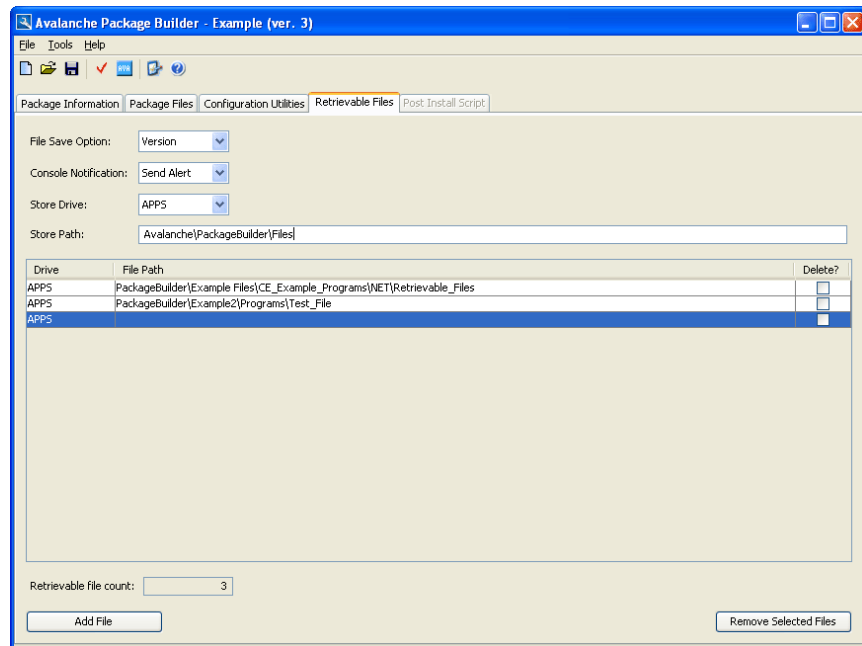 Avalanche Package Builder - Example (ver. 3)
File Tools Help
Package Information Package Files Configuration Utilities Retrievable Files Post Install Script
File Save Option: Version
Console Notification: Send Alert
Store Drive: APPS
Store Path: Avalanche\PackageBuilder\Files
Drive File Path Delete?
APPS PackageBuilder\Example Files\CE_Example_Programs\NET\Retrievable_Files
APPS PackageBuilder\Example2\Programs\Test_File
APPS
Retrievable file count: 3
Add File Remove Selected Files